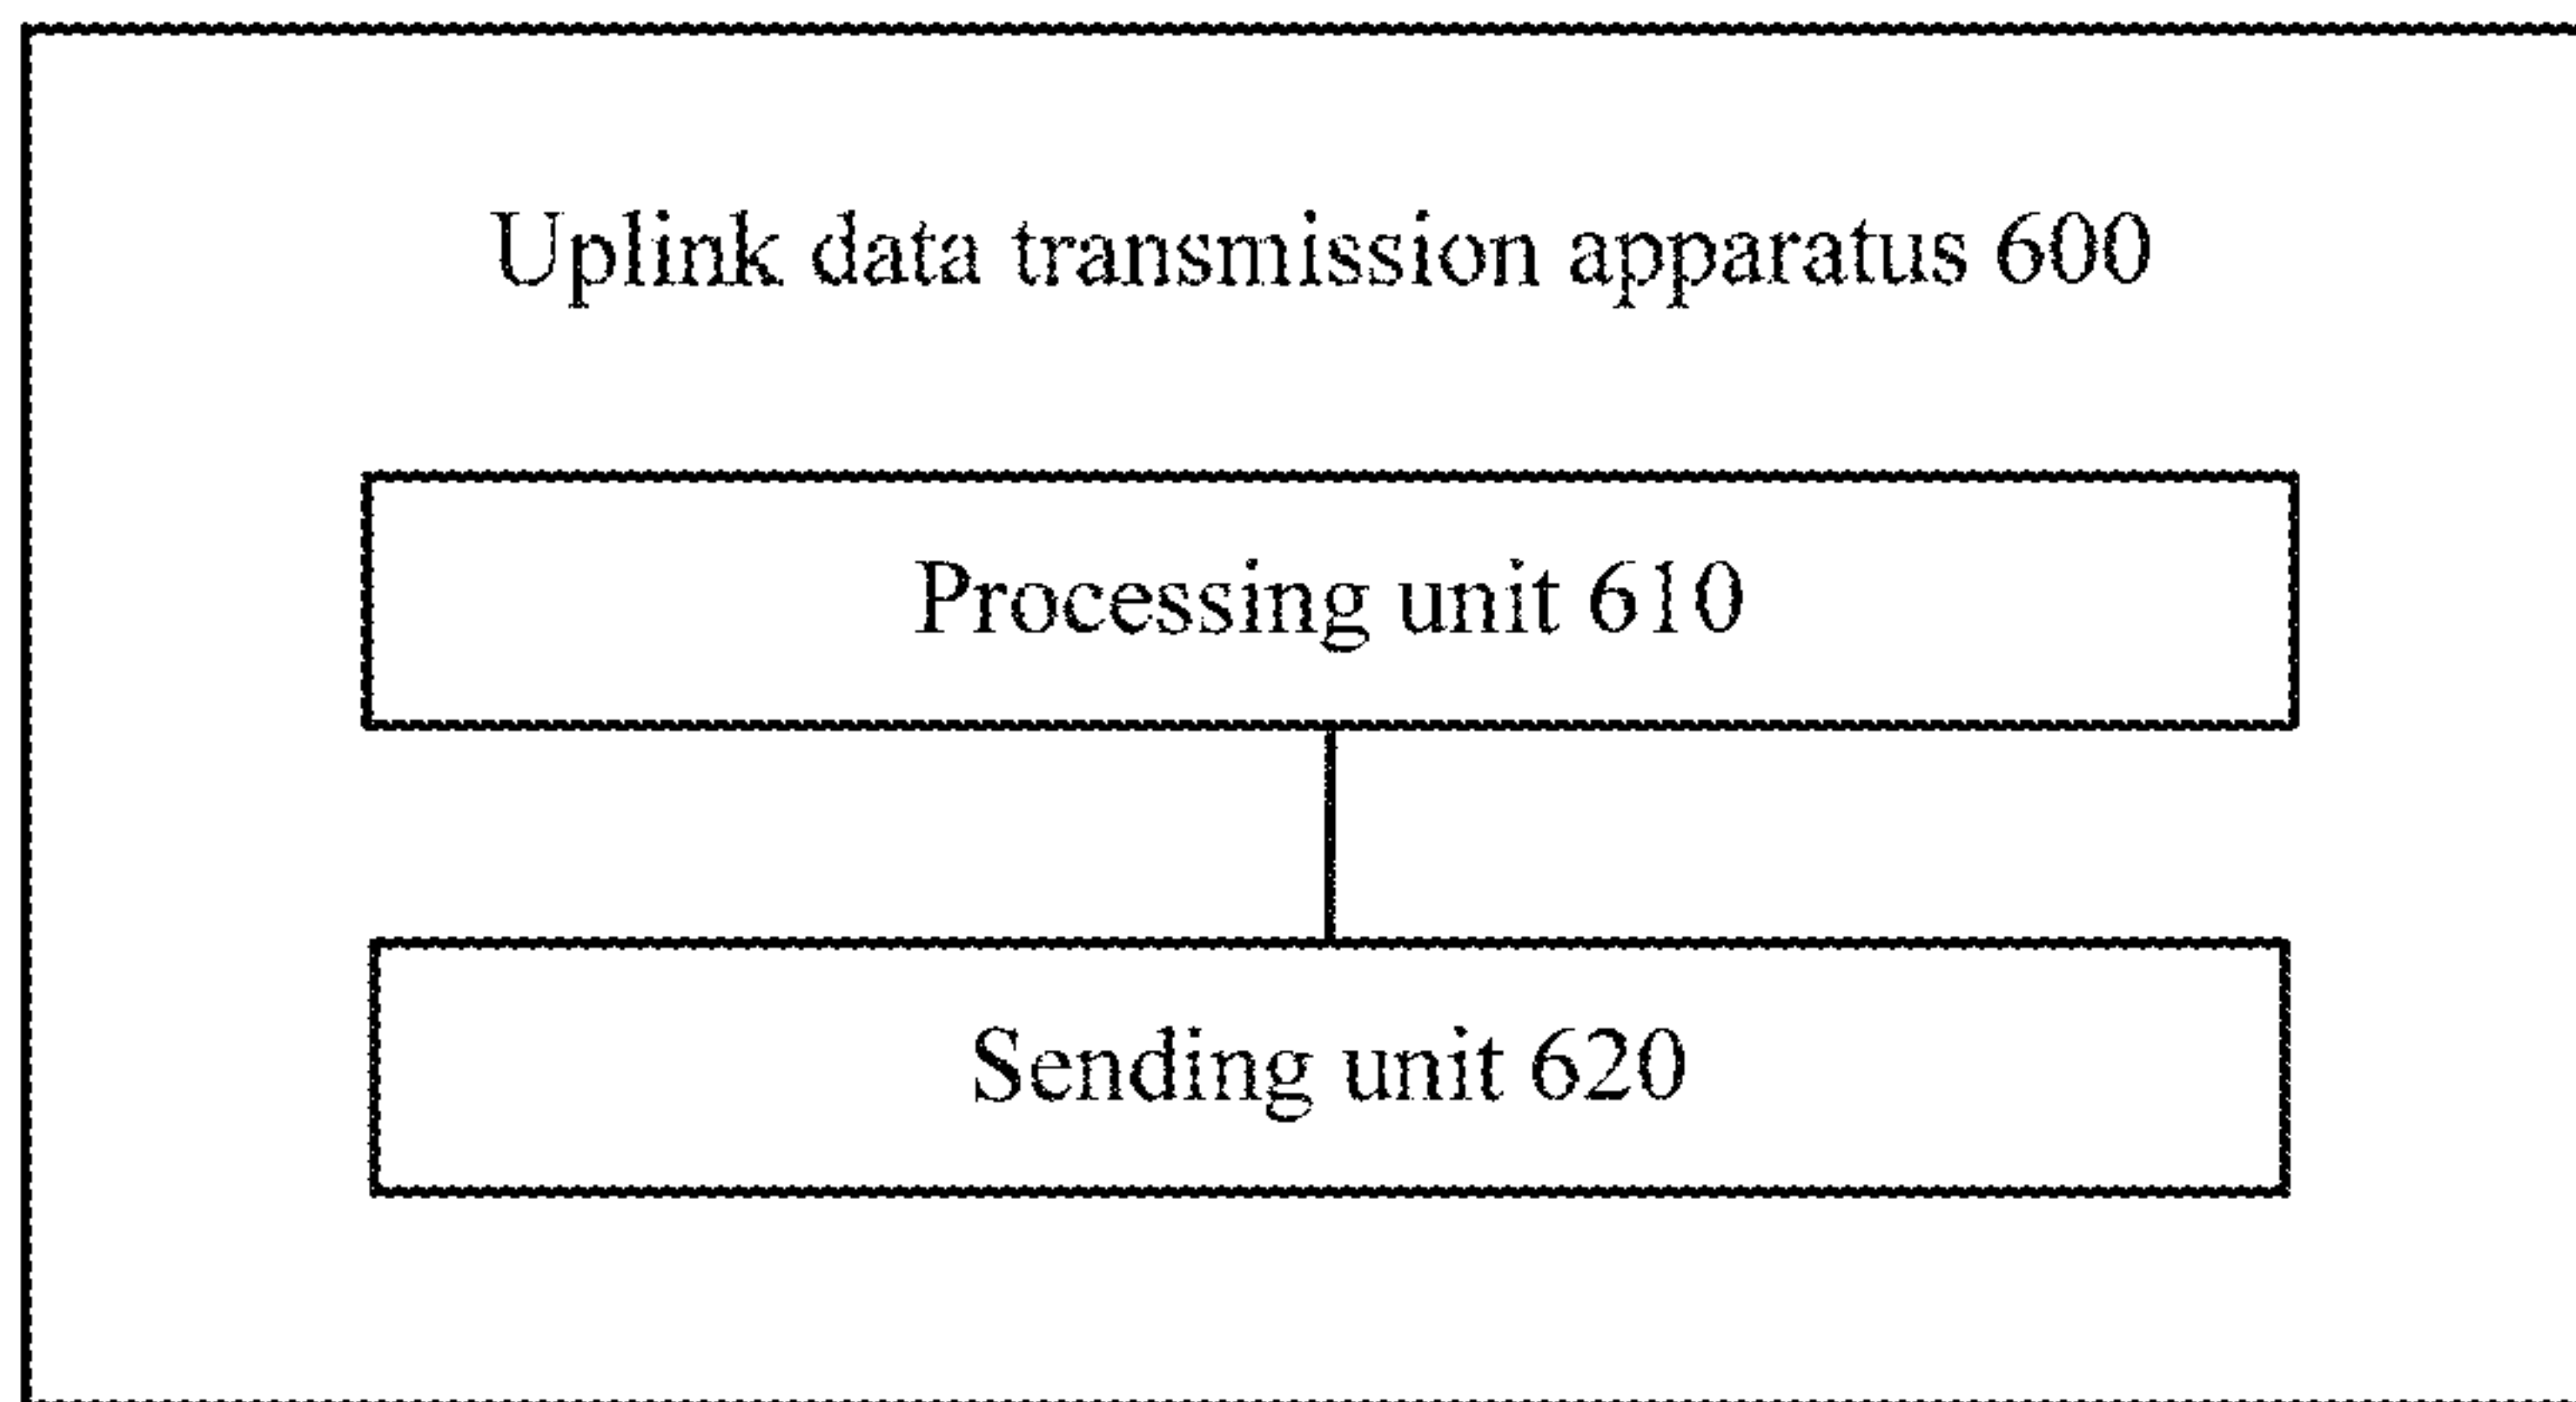 Uplink data transmission apparatus 600
Processing unit 610
Sending unit 620